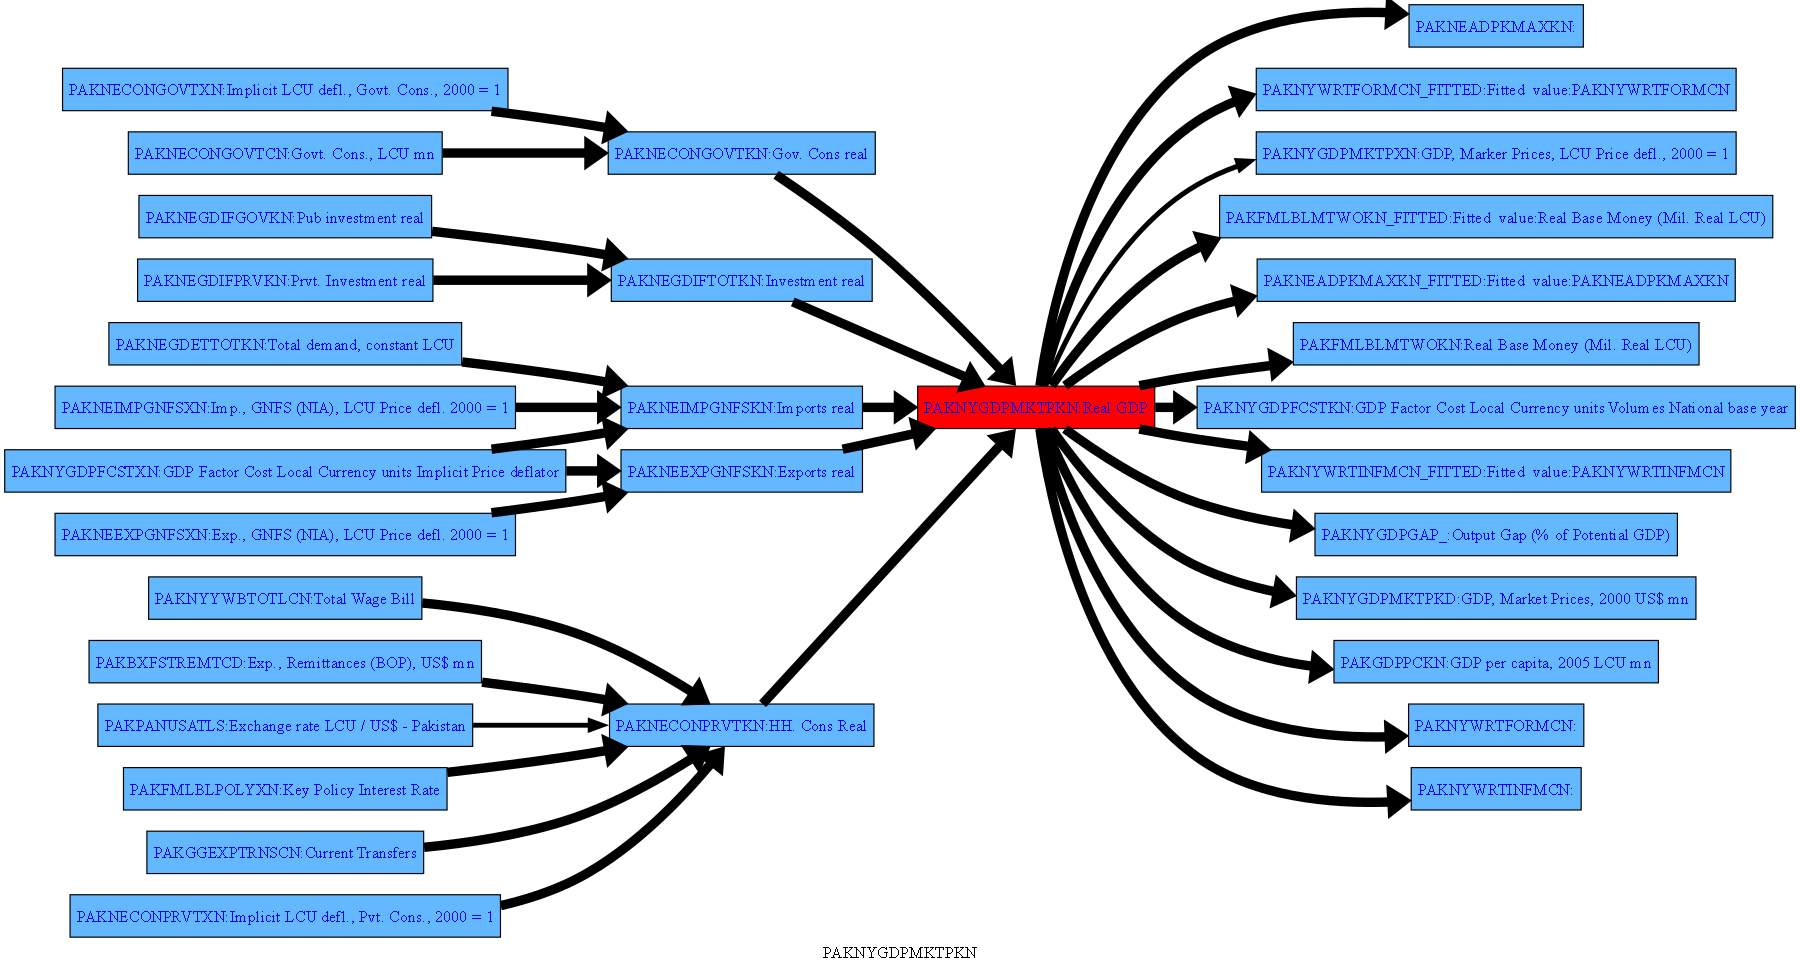 PAKNEADPKMAXKN:
PAKNECONGOVTXN:Implicit LCU defl., Govt. Cons., 2000 = 1
PAKNYWRTFORMCN_FITTED:Fitted value:PAKNYWRTFORMCN
PAKNECONGOVTCN:Govt. Cons., LCU mn
PAKNECONGOVTKN:Gov. Cons real
PAKNYGDPMKTPXN:GDP, Marker Prices, LCU Price defl., 2000 = 1
PAKNEGDIFGOVKN:Pub investment real
PAKFMLBLMTWOKN_FITTED:Fitted value:Real Base Money (Mil. Real LCU)
PAKNEGDIFPRVKN:Prvt. Investment real
PAKNEGDIFTOTKN:Investment real
PAKNEADPKMAXKN_FITTED:Fitted value:PAKNEADPKMAXKN
PAKNEGDETTOTKN:Total demand, constant LCU
PAKFMLBLMTWOKN:Real Base Money (Mil. Real LCU)
PAKNEIMPGNFSXN:Imp., GNFS (NIA), LCU Price defl. 2000 = 1
PAKNEIMPGNFSKN:Imports real
PAKNYGDPMKTPKN:Real GDP
PAKNYGDPFCSTKN:GDP Factor Cost Local Currency units Volumes National base year
PAKNYGDPFCSTXN:GDP Factor Cost Local Currency units Implicit Price deflator
PAKNEEXPGNFSKN:Exports real
PAKNYWRTINFMCN_FITTED:Fitted value:PAKNYWRTINFMCN
PAKNEEXPGNFSXN:Exp., GNFS (NIA), LCU Price defl. 2000 = 1
PAKNYGDPGAP_:Output Gap (% of Potential GDP)
PAKNYYWBTOTLCN:Total Wage Bill
PAKNYGDPMKTPKD:GDP, Market Prices, 2000 US$ mn
PAKBXFSTREMTCD:Exp., Remittances (BOP), US$ mn
PAKGDPPCKN:GDP per capita, 2005 LCU mn
PAKPANUSATLS:Exchange rate LCU / US$ - Pakistan
PAKNECONPRVTKN:HH. Cons Real
PAKNYWRTFORMCN:
PAKFMLBLPOLYXN:Key Policy Interest Rate
PAKNYWRTINFMCN:
PAKGGEXPTRNSCN:Current Transfers
PAKNECONPRVTXN:Implicit LCU defl., Pvt. Cons., 2000 = 1
PAKNYGDPMKTPKN